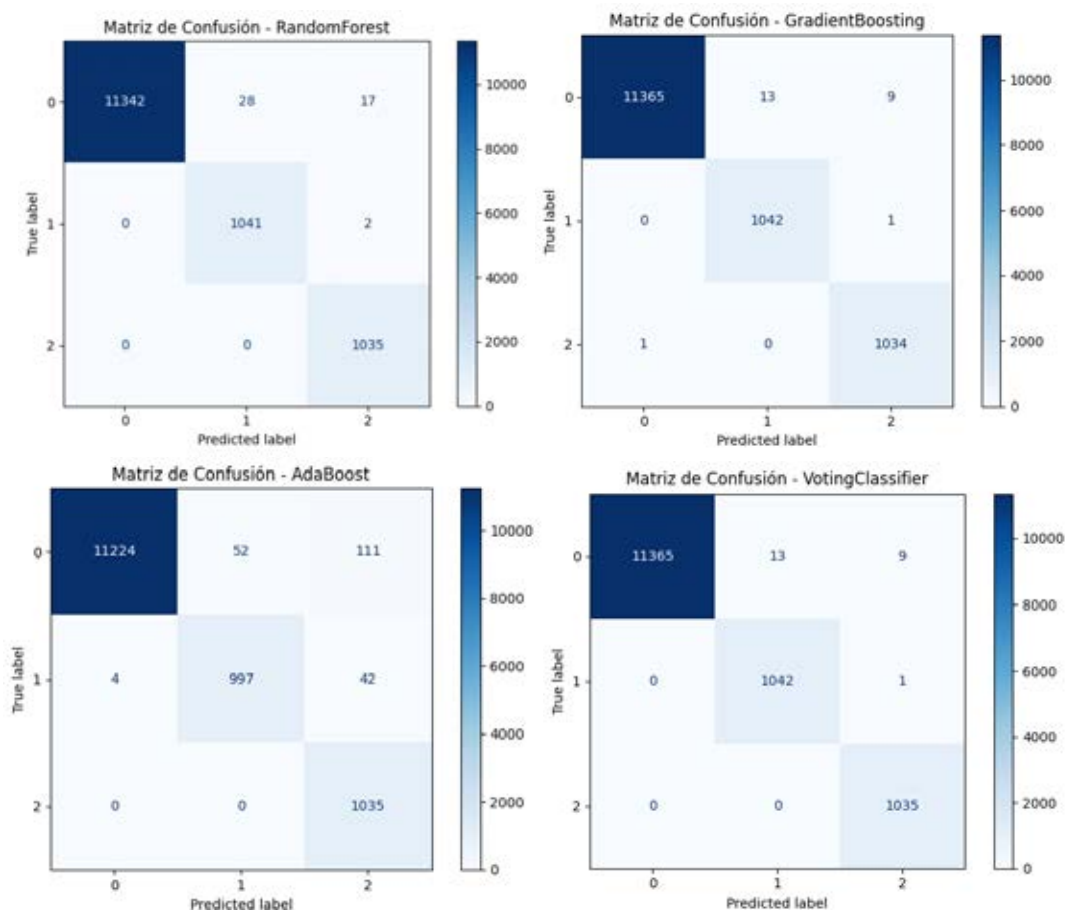 Matriz de Confusión - RandomForest
True label
0
11342 28 17
1
0 1041 2
2
0 0 1035
0 1 2
Predicted label
10000
8000
6000
4000
2000
0
Matriz de Confusión - GradientBoosting
True label
0
11365 13 9
1
0 1042 1
2
1 0 1034
0 1 2
Predicted label
10000
8000
6000
4000
2000
0
Matriz de Confusión - AdaBoost
True label
0
11224 52 111
1
4 997 42
2
0 0 1035
0 1 2
Predicted label
10000
8000
6000
4000
2000
0
Matriz de Confusión - VotingClassifier
True label
0
11365 13 9
1
0 1042 1
2
0 0 1035
0 1 2
Predicted label
10000
8000
6000
4000
2000
0